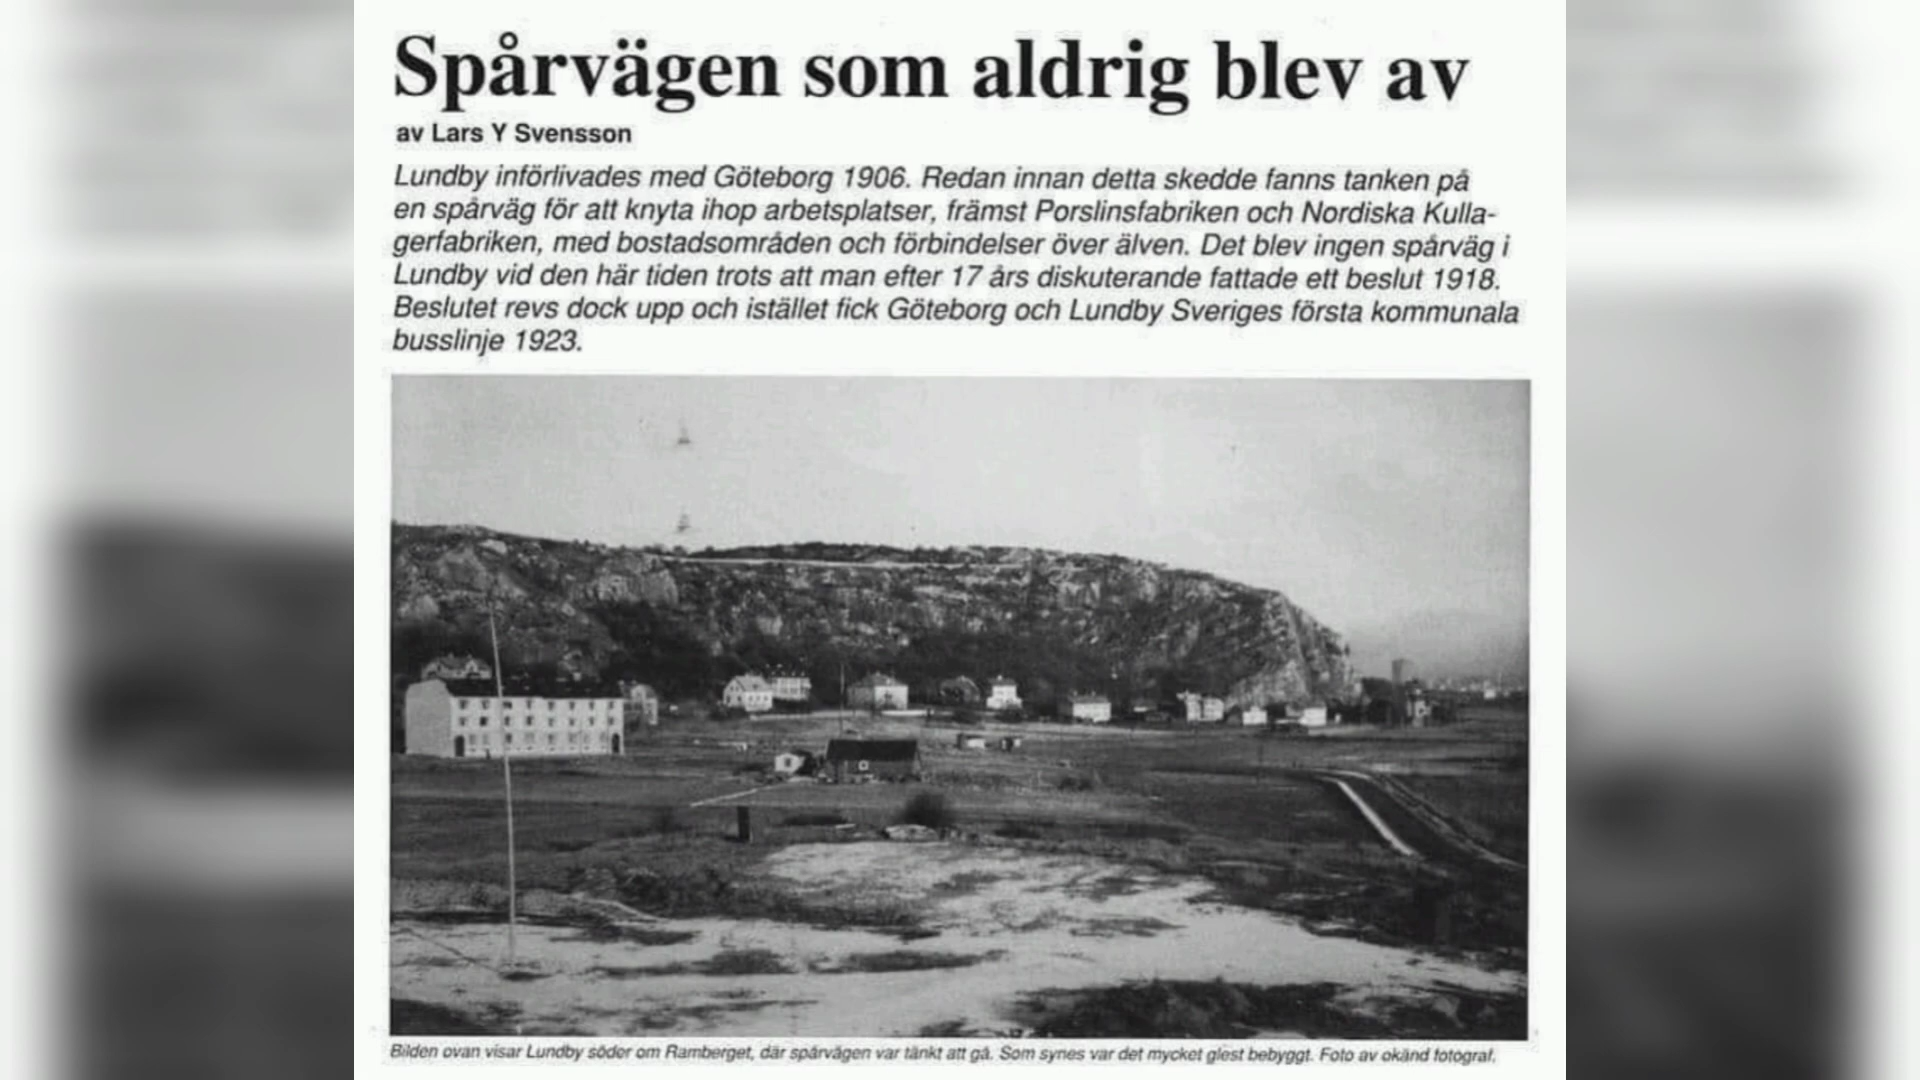 Spårvägen som aldrig blev av
av Lars Y Svensson
Lundby införlivades med Göteborg 1906. Redan innan detta skedde fanns tanken på
en spårväg för att knyta ihop arbetsplatser, främst Porslinsfabriken och Nordiska Kulla-
gerfabriken, med bostadsområden och förbindelser över älven. Det blev ingen spårväg i
Lundby vid den här tiden trots att man efter 17 års diskuterande fattade ett beslut 1918.
Beslutet revs dock upp och istället fick Göteborg och Lundby Sveriges första kommunala
busslinje 1923.
Bilden ovan visar Lundby söder om Ramberget, där spårvägen var tänkt att gå. Som synes var det mycket glest bebyggt. Foto av okänd fotograf.